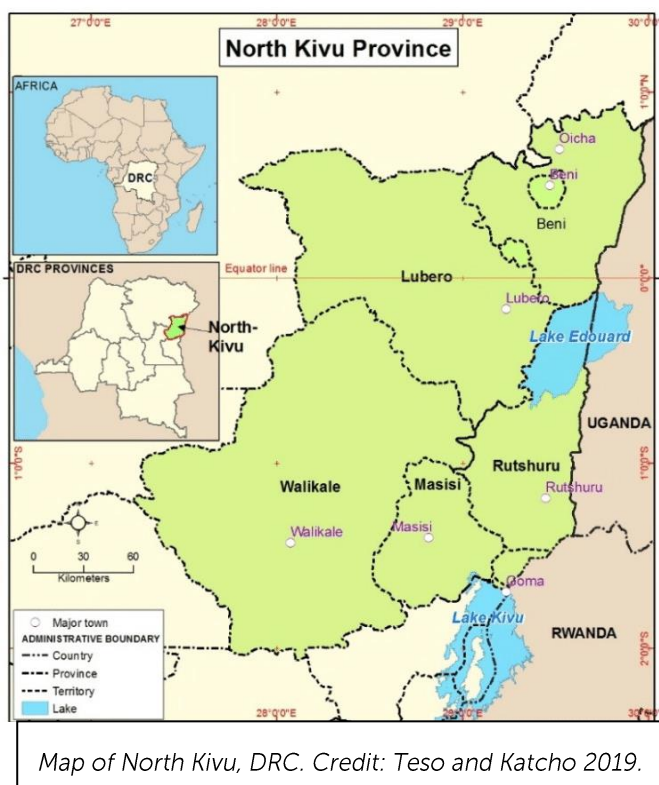 27°0'0"E
28°0'0"E
29°0'0"E
30°0'
North Kivu Province
AFRICA
DRC
1°0'0"N
Oicha
Beni
Beni
DRC PROVINCES
Equator line
0°0'0"
North-
Kivu
Lubero
Lubero
Lake Edouard
UGANDA
1°0'0"S
1°0'0"S
Walikale
Masisi
Rutshuru
Rutshuru
Walikale
Masisi
0 30 60
Kilometers
Goma
Lake Kivu
RWANDA
Major town
ADMINISTRATIVE BOUNDARY
Country
Province
Territory
Lake
2°0'0"S
28°0'0"E
29°0'0"E
30°0'
Map of North Kivu, DRC. Credit: Teso and Katcho 2019.